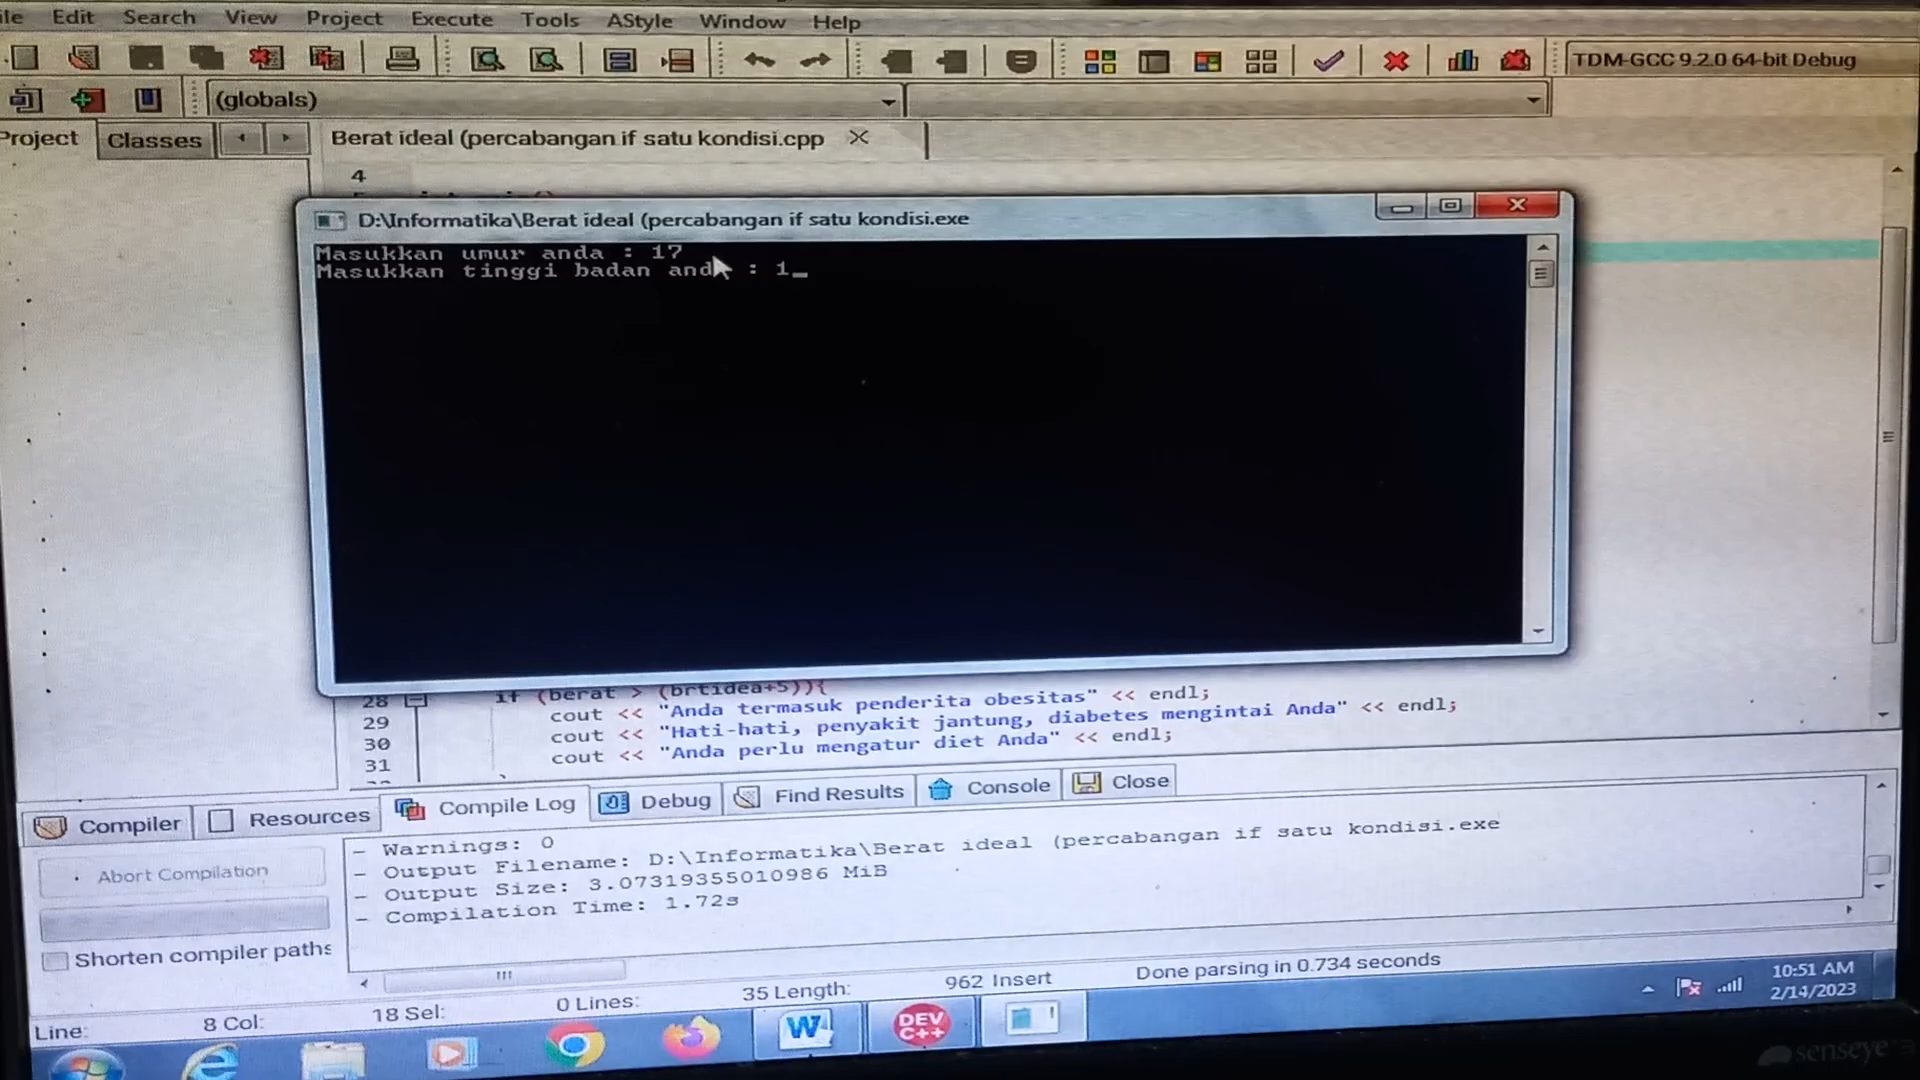 ile Edit Search View Project Execute Tools AStyle Window Help
TDM-GCC 9.2.0 64-bit Debug
(globals)
Project Classes Berat ideal (percabangan if satu kondisi.cpp
4
D:\Informatika\Berat ideal (percabangan if satu kondisi.exe
Masukkan umur anda : 17
Masukkan tinggi badan anda : 1_
28 if (berat > (brtidea+5)){
29 cout << "Anda termasuk penderita obesitas" << endl;
30 cout << "Hati-hati, penyakit jantung, diabetes mengintai Anda" << endl;
31 cout << "Anda perlu mengatur diet Anda" << endl;
Compiler Resources Compile Log Debug Find Results Console Close
Abort Compilation
Shorten compiler paths
- Warnings: 0
- Output Filename: D:\Informatika\Berat ideal (percabangan if satu kondisi.exe
- Output Size: 3.07319355010986 MiB
- Compilation Time: 1.72s
Line: 8 Col: 18 Sel: 0 Lines: 35 Length: 962 Insert Done parsing in 0.734 seconds
W
DEV
C++
10:51 AM
2/14/2023
senseye